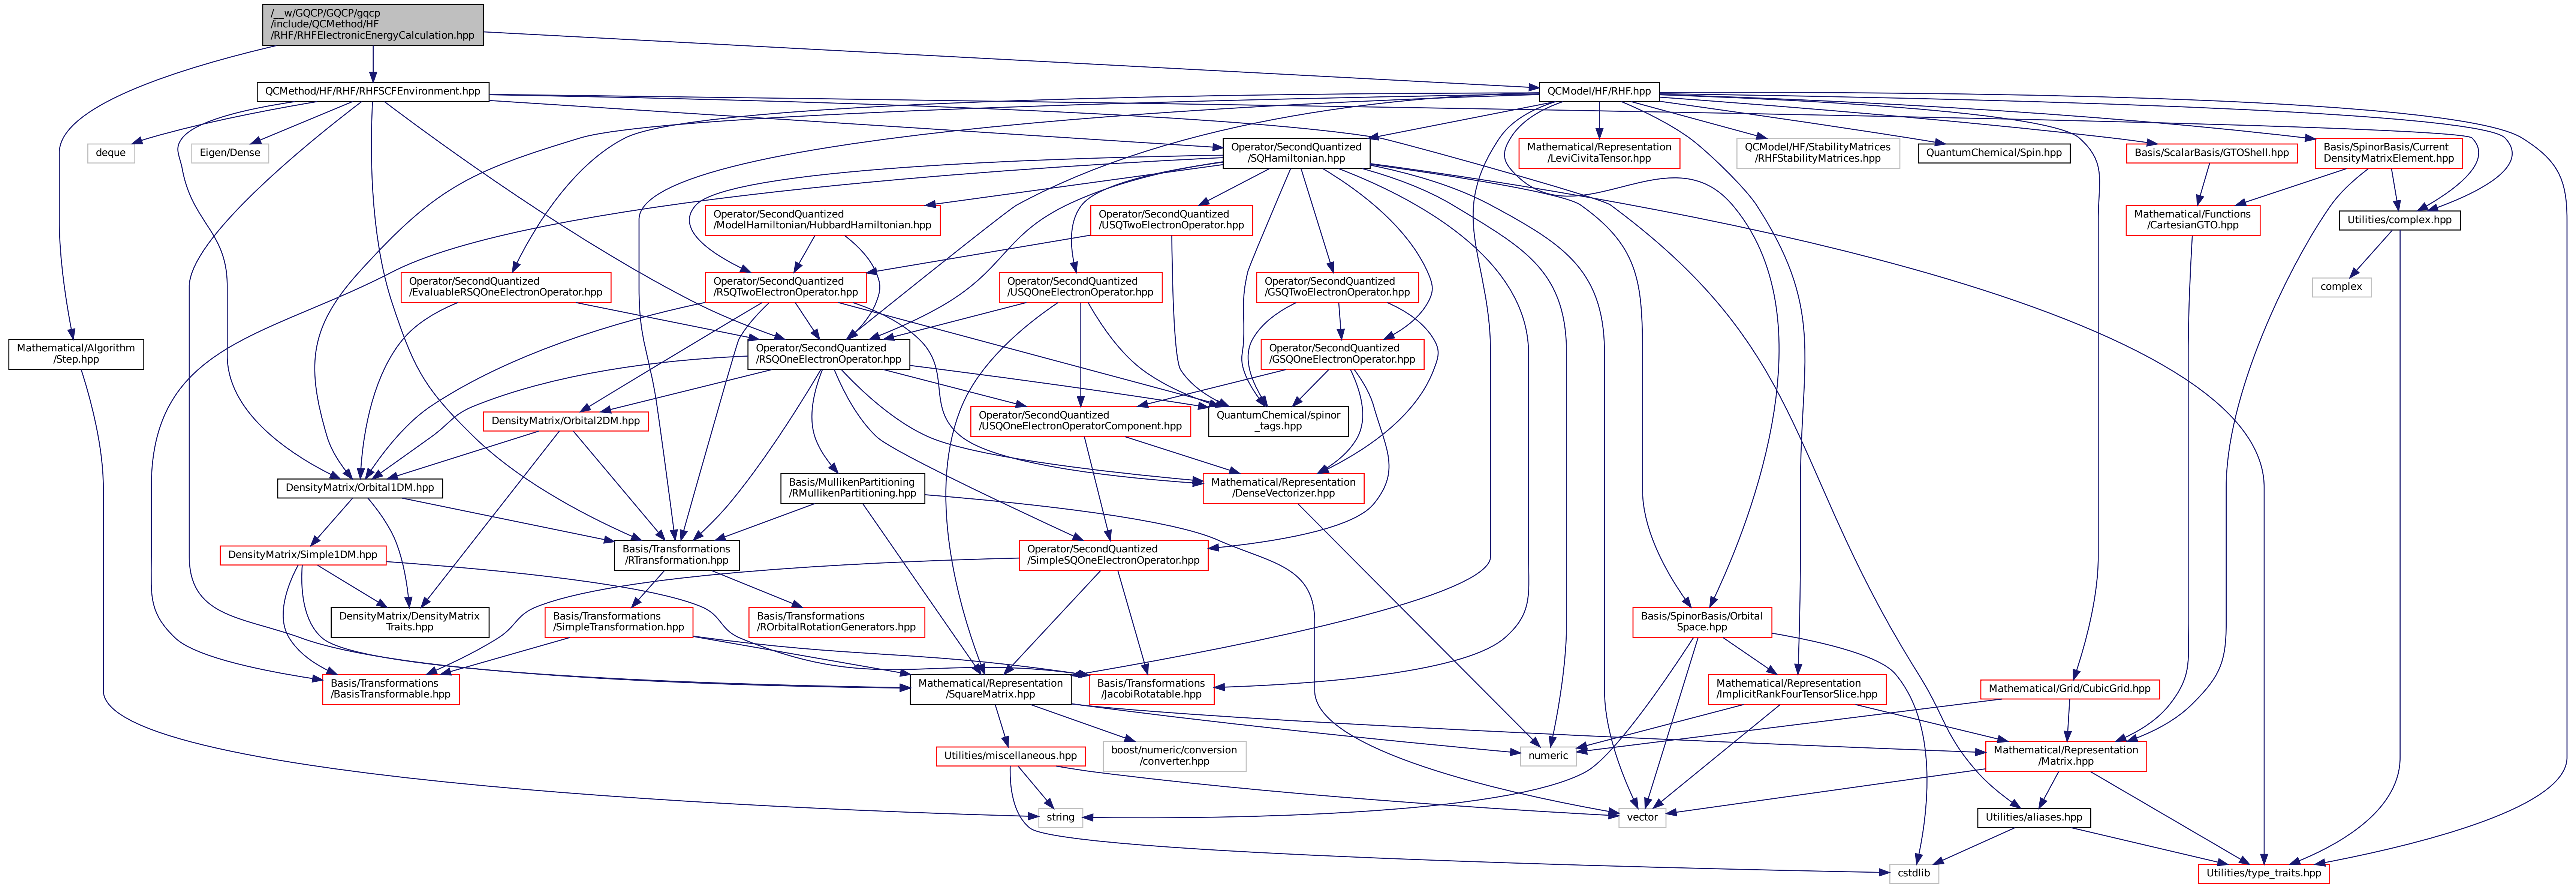 /__w/GQCP/GQCP/gqcp
/include/QCMethod/HF
/RHF/RHFElectronicEnergyCalculation.hpp
QCMethod/HF/RHF/RHFSCFEnvironment.hpp
QCModel/HF/RHF.hpp
deque
Eigen/Dense
Operator/SecondQuantized
/SQHamiltonian.hpp
Mathematical/Representation
/LeviCivitaTensor.hpp
QCModel/HF/StabilityMatrices
/RHFStabilityMatrices.hpp
QuantumChemical/Spin.hpp
Basis/ScalarBasis/GTOShell.hpp
Basis/SpinorBasis/Current
DensityMatrixElement.hpp
Operator/SecondQuantized
/ModelHamiltonian/HubbardHamiltonian.hpp
Operator/SecondQuantized
/USQTwoElectronOperator.hpp
Mathematical/Functions
/CartesianGTO.hpp
Utilities/complex.hpp
Operator/SecondQuantized
/EvaluableRSQOneElectronOperator.hpp
Operator/SecondQuantized
/RSQTwoElectronOperator.hpp
Operator/SecondQuantized
/USQOneElectronOperator.hpp
Operator/SecondQuantized
/GSQTwoElectronOperator.hpp
complex
Mathematical/Algorithm
/Step.hpp
Operator/SecondQuantized
/RSQOneElectronOperator.hpp
Operator/SecondQuantized
/GSQOneElectronOperator.hpp
DensityMatrix/Orbital2DM.hpp
Operator/SecondQuantized
/USQOneElectronOperatorComponent.hpp
QuantumChemical/spinor
_tags.hpp
DensityMatrix/Orbital1DM.hpp
Basis/MullikenPartitioning
/RMullikenPartitioning.hpp
Mathematical/Representation
/DenseVectorizer.hpp
DensityMatrix/Simple1DM.hpp
Basis/Transformations
/RTransformation.hpp
Operator/SecondQuantized
/SimpleSQOneElectronOperator.hpp
DensityMatrix/DensityMatrix
Traits.hpp
Basis/Transformations
/SimpleTransformation.hpp
Basis/Transformations
/ROrbitalRotationGenerators.hpp
Basis/SpinorBasis/Orbital
Space.hpp
Basis/Transformations
/BasisTransformable.hpp
Mathematical/Representation
/SquareMatrix.hpp
Basis/Transformations
/JacobiRotatable.hpp
Mathematical/Representation
/ImplicitRankFourTensorSlice.hpp
Mathematical/Grid/CubicGrid.hpp
Utilities/miscellaneous.hpp
boost/numeric/conversion
/converter.hpp
numeric
Mathematical/Representation
/Matrix.hpp
string
vector
Utilities/aliases.hpp
cstdlib
Utilities/type_traits.hpp